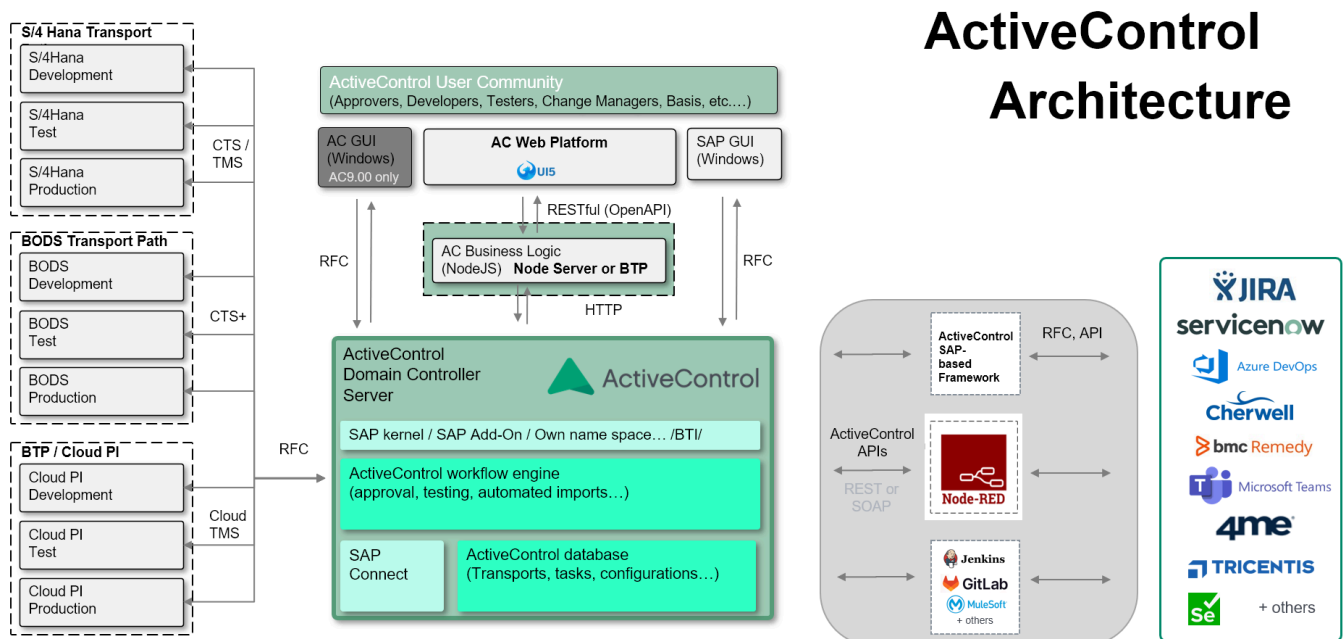 ActiveControl
Architecture
S/4 Hana Transport
S/4Hana
Development
S/4Hana
Test
S/4Hana
Production
CTS /
TMS
BODS Transport Path
BODS
Development
BODS
Test
BODS
Production
CTS+
BTP / Cloud PI
Cloud PI
Development
Cloud PI
Test
Cloud PI
Production
Cloud
TMS
RFC
ActiveControl User Community
(Approvers, Developers, Testers, Change Managers, Basis, etc.…)
AC GUI
(Windows)
AC9.00 only
AC Web Platform
UI5
SAP GUI
(Windows)
RFC
RESTful (OpenAPI)
RFC
AC Business Logic
(NodeJS) Node Server or BTP
HTTP
ActiveControl
Domain Controller
Server
ActiveControl
SAP kernel / SAP Add-On / Own name space… /BTI/
ActiveControl workflow engine
(approval, testing, automated imports…)
SAP
Connect
ActiveControl database
(Transports, tasks, configurations…)
ActiveControl
SAP-
based
Framework
RFC, API
ActiveControl
APIs
REST or
SOAP
Node-RED
Jenkins
GitLab
MuleSoft
+ others
JIRA
servicenow
Azure DevOps
Cherwell
bmc Remedy
T Microsoft Teams
4me
TRICENTIS
Se + others